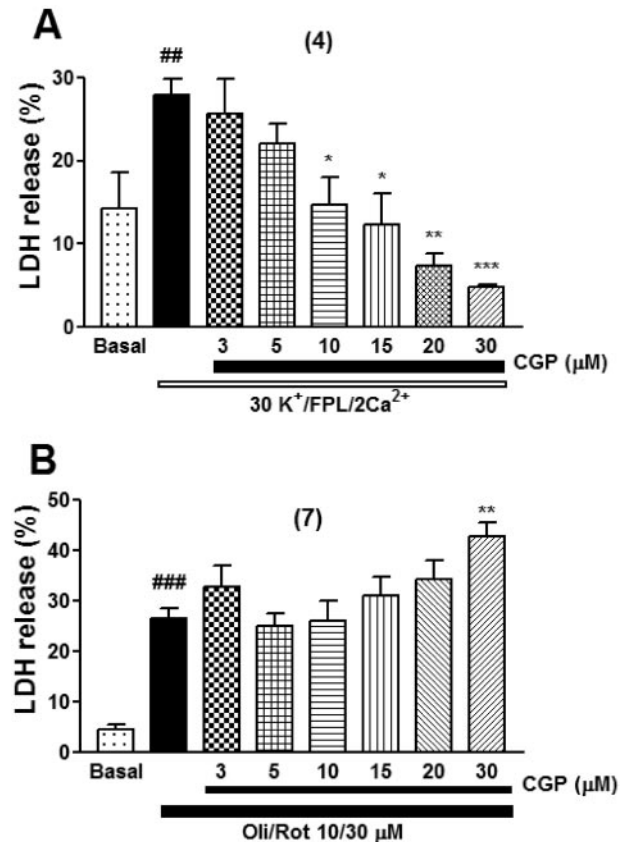 A
(4)
##
30
20
10
0
LDH release (%)
*
*
**
***
Basal
3 5 10 15 20 30
CGP (µM)
30 K⁺/FPL/2Ca²⁺
B
(7)
###
**
50
40
30
20
10
0
LDH release (%)
Basal
3 5 10 15 20 30
CGP (µM)
Oli/Rot 10/30 µM